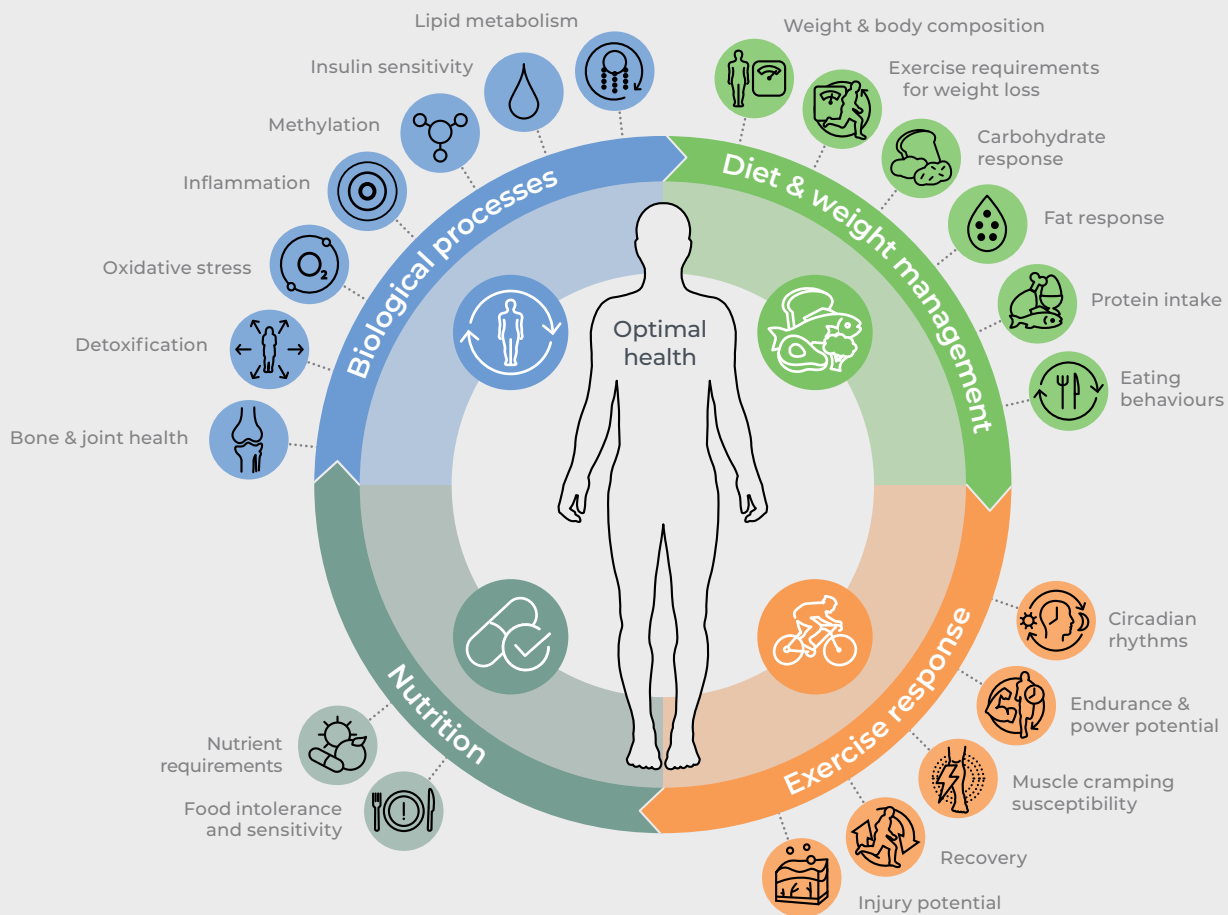 Lipid metabolism
Insulin sensitivity
Methylation
Inflammation
Oxidative stress
Detoxification
Bone & joint health
O2
Biological processes
Weight & body composition
Exercise requirements
for weight loss
Carbohydrate
response
Fat response
Protein intake
Eating
behaviours
Diet & weight management
Optimal
health
Circadian
rhythms
Endurance &
power potential
Muscle cramping
susceptibility
Recovery
Injury potential
Exercise response
Nutrition
Nutrient
requirements
Food intolerance
and sensitivity